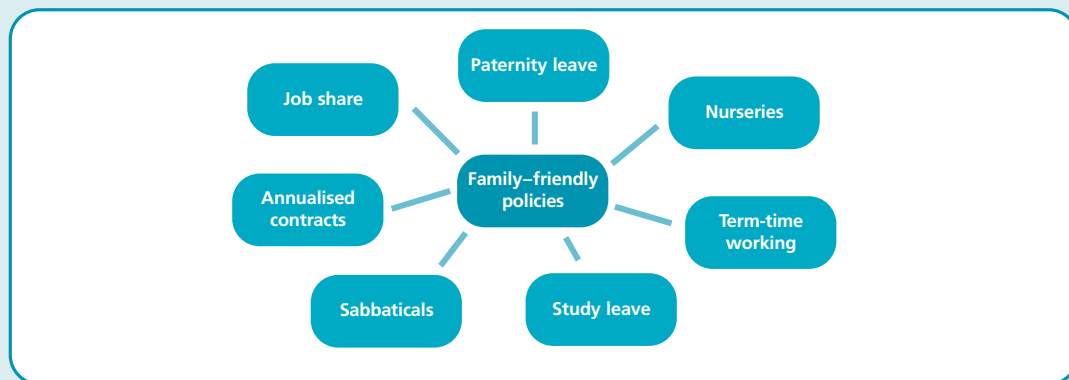 Paternity leave
Job share
Nurseries
Family–friendly
policies
Annualised
contracts
Term-time
working
Sabbaticals
Study leave